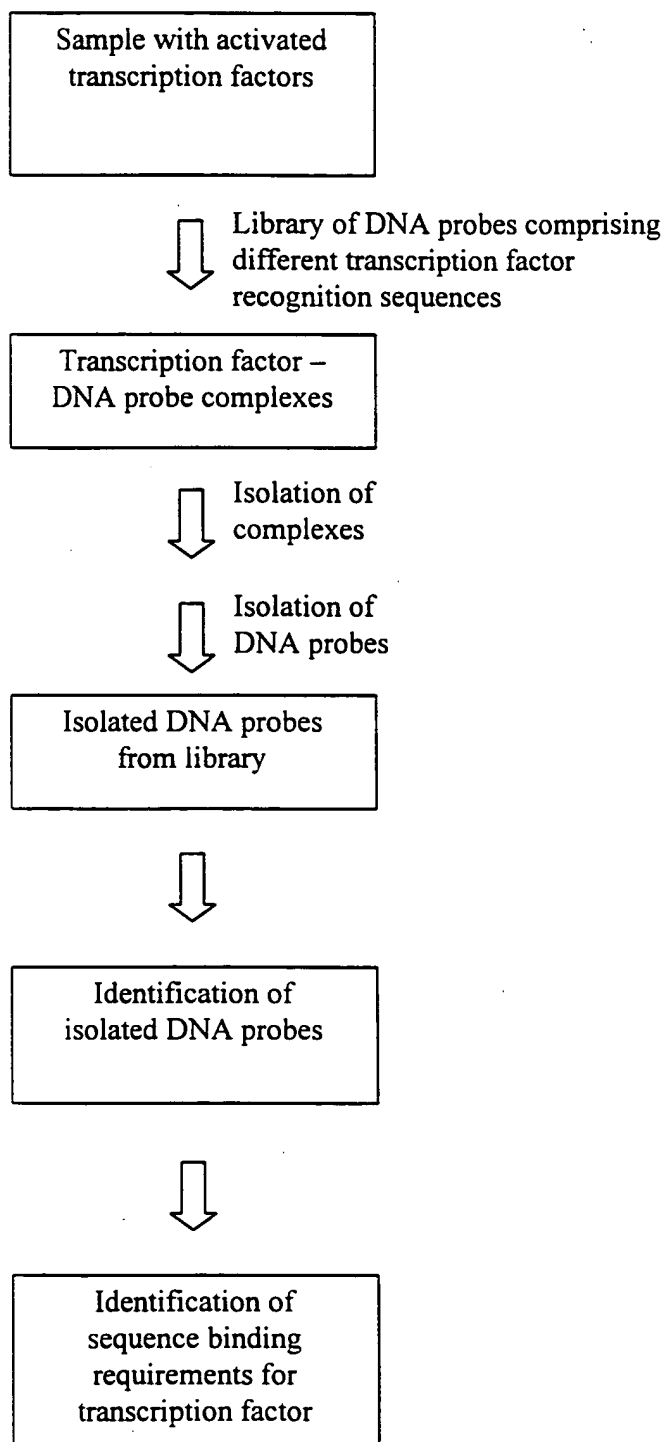 Sample with activated
transcription factors
Library of DNA probes comprising
different transcription factor
recognition sequences
Transcription factor –
DNA probe complexes
Isolation of
complexes
Isolation of
DNA probes
Isolated DNA probes
from library
Identification of
isolated DNA probes
Identification of
sequence binding
requirements for
transcription factor